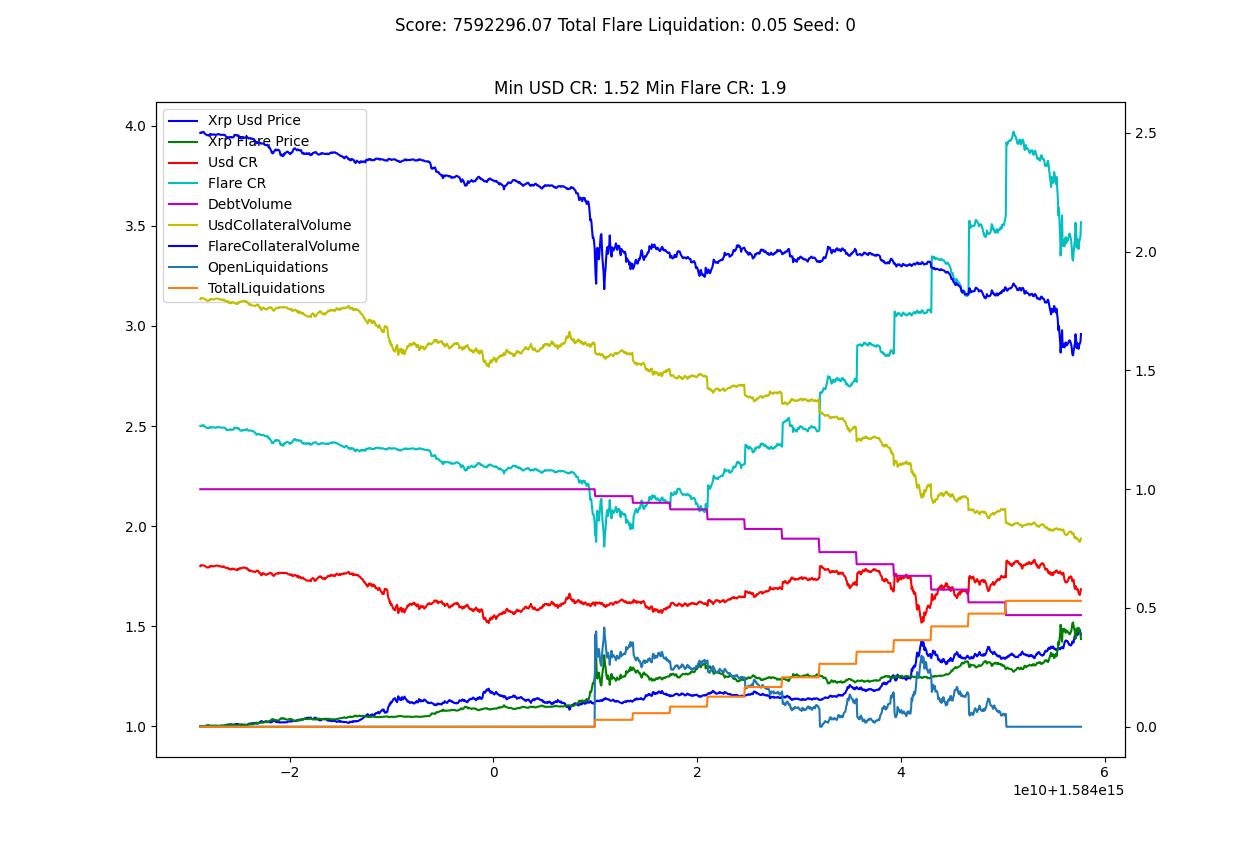 Score: 7592296.07 Total Flare Liquidation: 0.05 Seed: 0
Min USD CR: 1.52 Min Flare CR: 1.9
Xrp Usd Price
Xrp Flare Price
Usd CR
Flare CR
DebtVolume
UsdCollateralVolume
FlareCollateralVolume
OpenLiquidations
TotalLiquidations
4.0
3.5
3.0
2.5
2.0
1.5
1.0
2.5
2.0
1.5
1.0
0.5
0.0
−2 0 2 4 6
1e10+1.584e15